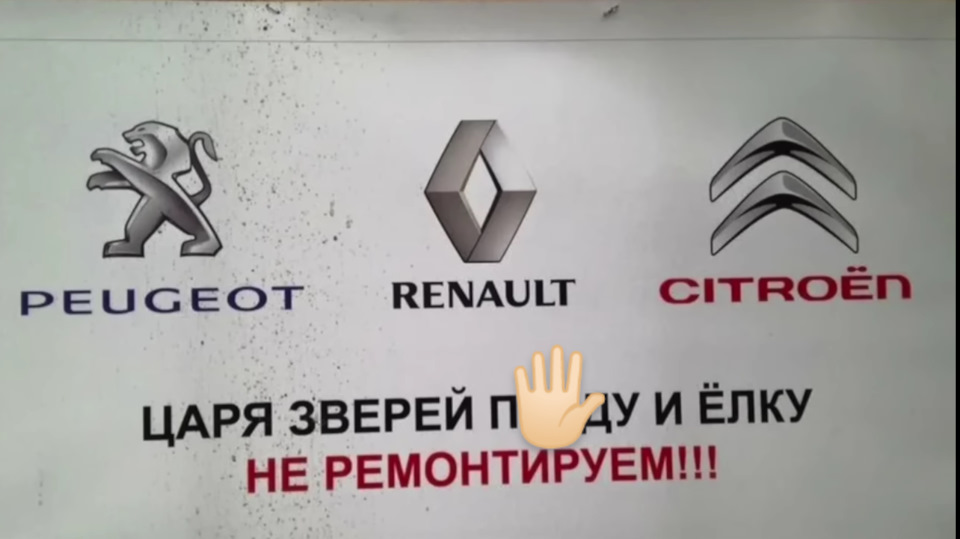 PEUGEOT RENAULT CITROËN
ЦАРЯ ЗВЕРЕЙ И ЁЛКУ
НЕ РЕМОНТИРУЕМ!!!